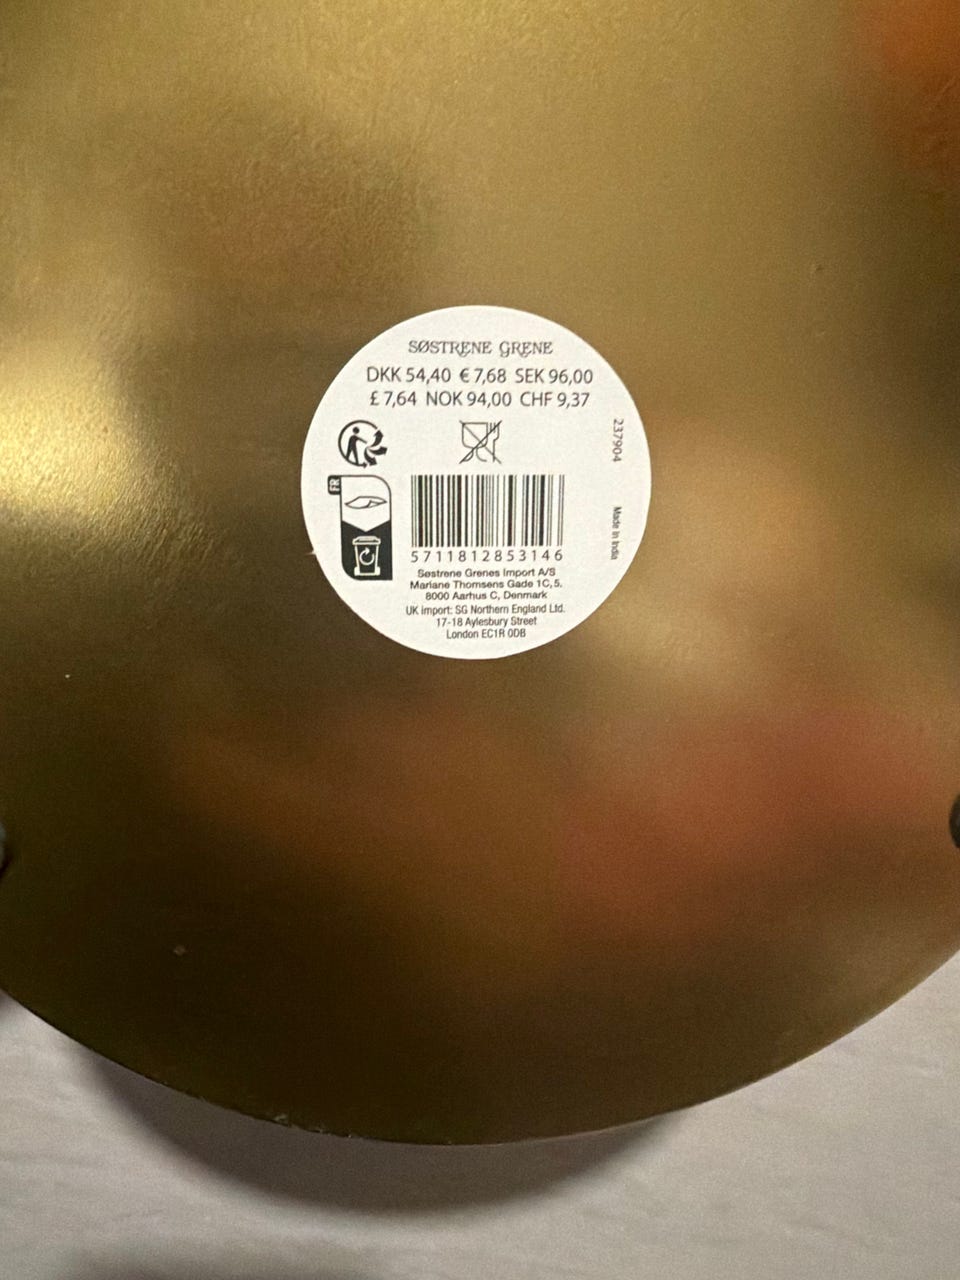 SØSTRENE GRENE
DKK 54,40 € 7,68 SEK 96,00
£ 7,64 NOK 94,00 CHF 9,37
237904
FR
Made in India
5711812853146
Søstrene Grenes Import A/S
Mariane Thomsens Gade 1C, 5.
8000 Aarhus C, Denmark
UK import: SG Northern England Ltd.
17-18 Aylesbury Street
London EC1R 0DB